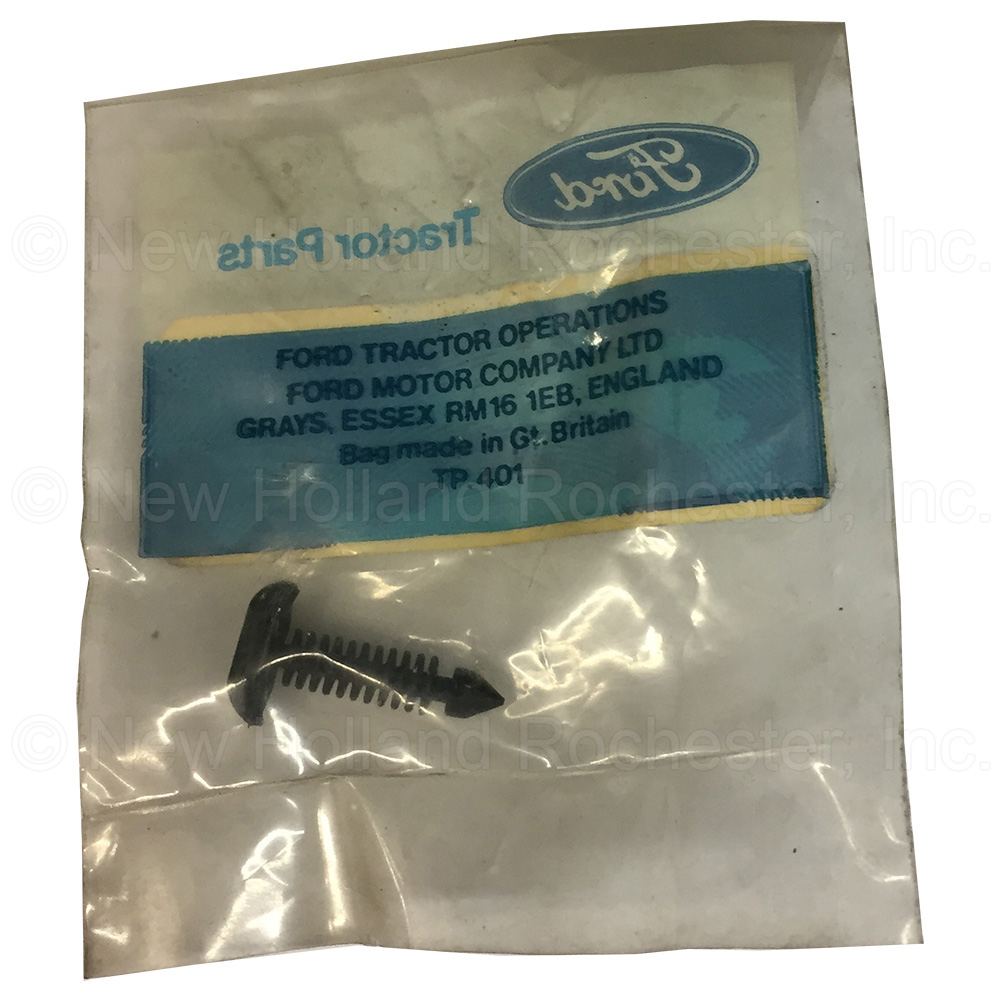 Ford
Tractor Parts
© New Holland Rochester, Inc.
FORD TRACTOR OPERATIONS
FORD MOTOR COMPANY LTD
GRAYS, ESSEX RM16 1EB, ENGLAND
Bag made in Gt. Britain
TP.401
© New Holland Rochester, Inc.
© New Holland Rochester, Inc.